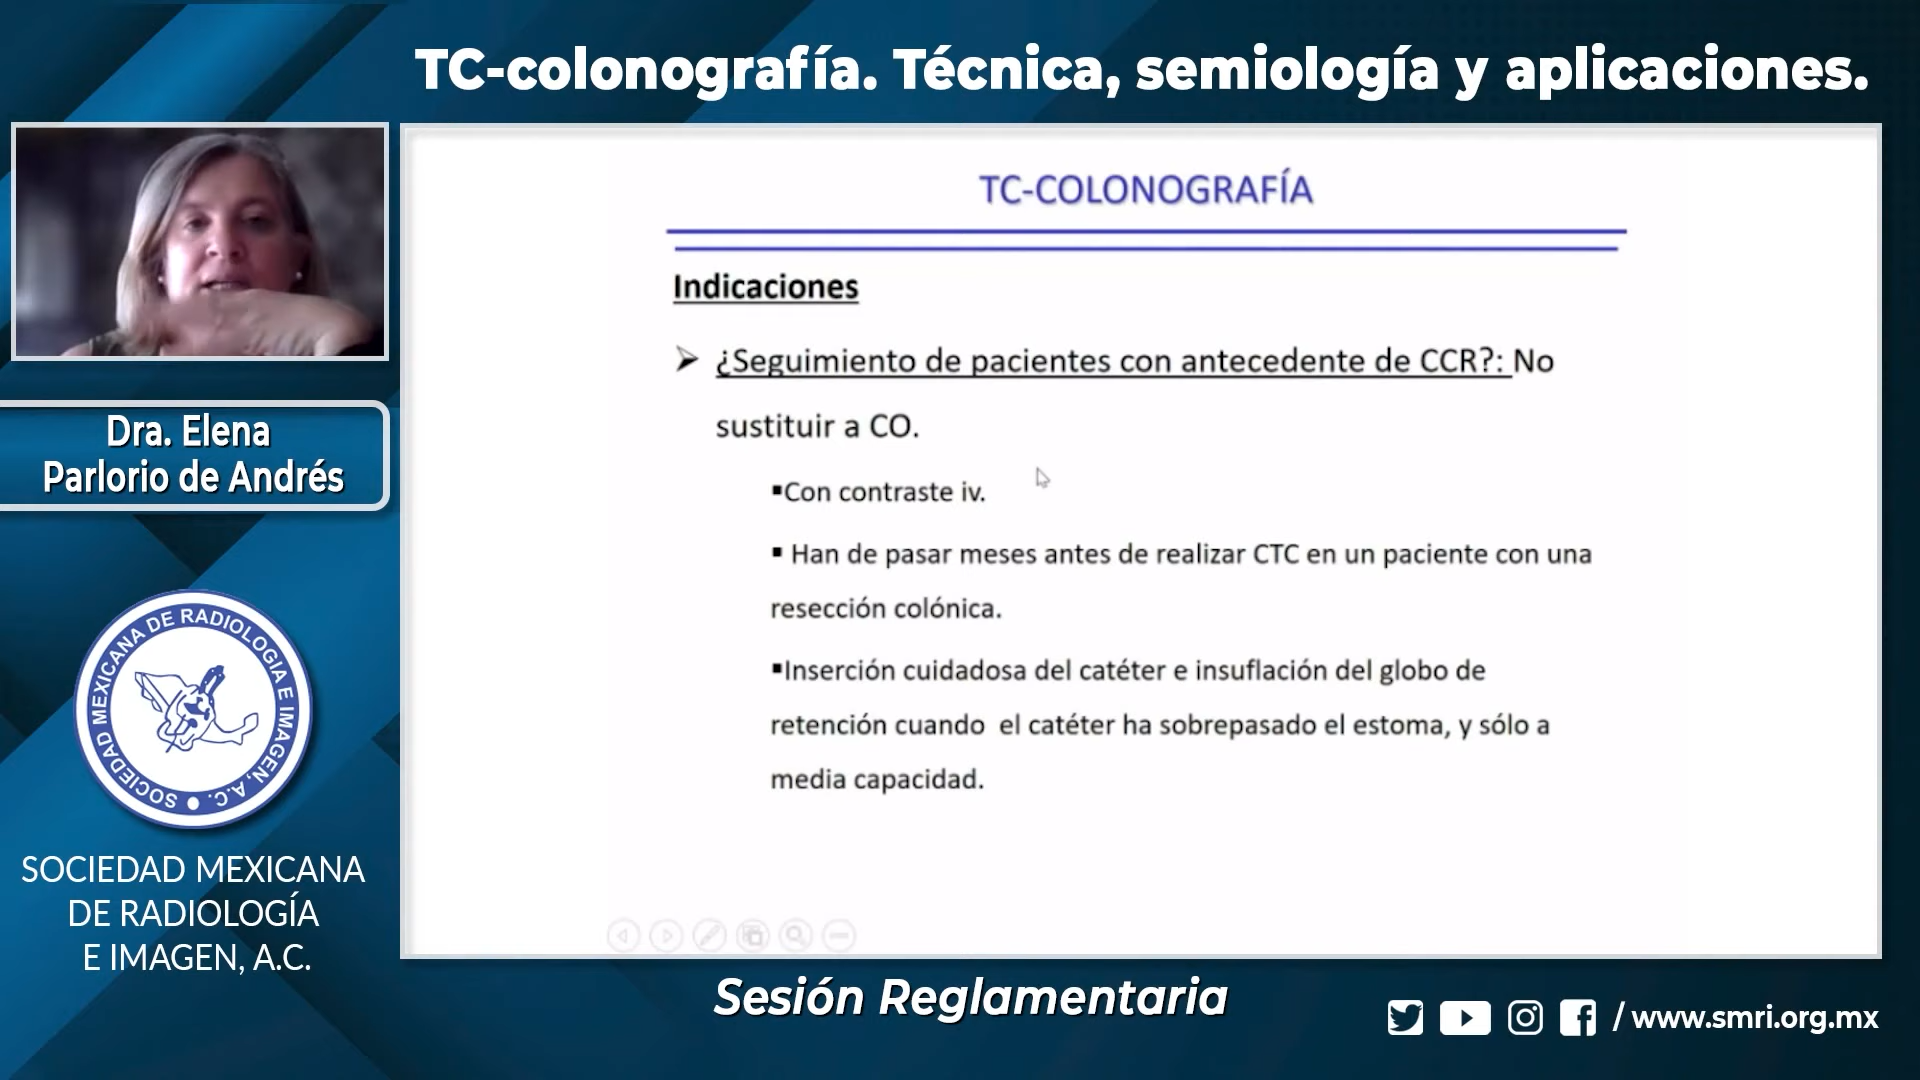 TC-colonografía. Técnica, semiología y aplicaciones.
TC-COLONOGRAFÍA
Indicaciones
➢ ¿Seguimiento de pacientes con antecedente de CCR?: No
sustituir a CO.
▪Con contraste iv.
▪ Han de pasar meses antes de realizar CTC en un paciente con una
resección colónica.
▪Inserción cuidadosa del catéter e insuflación del globo de
retención cuando el catéter ha sobrepasado el estoma, y sólo a
media capacidad.
Dra. Elena
Parlorio de Andrés
SOCIEDAD MEXICANA DE RADIOLOGIA E IMAGEN, A.C.
SOCIEDAD MEXICANA
DE RADIOLOGÍA
E IMAGEN, A.C.
Sesión Reglamentaria
/ www.smri.org.mx